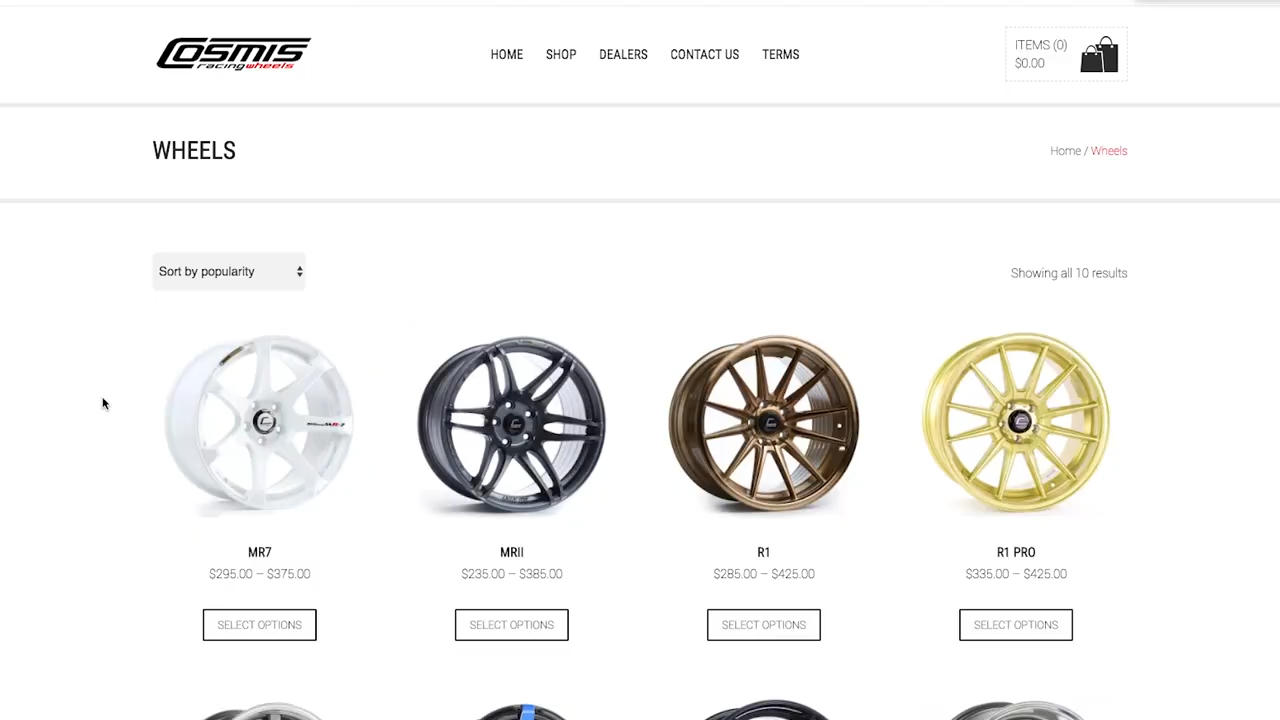 COSMIS
racing wheels
HOME
SHOP
DEALERS
CONTACT US
TERMS
ITEMS (0)
$0.00
WHEELS
Home / Wheels
Sort by popularity
Showing all 10 results
MR7
$295.00 – $375.00
SELECT OPTIONS
MRII
$235.00 – $385.00
SELECT OPTIONS
R1
$285.00 – $425.00
SELECT OPTIONS
R1 PRO
$335.00 – $425.00
SELECT OPTIONS